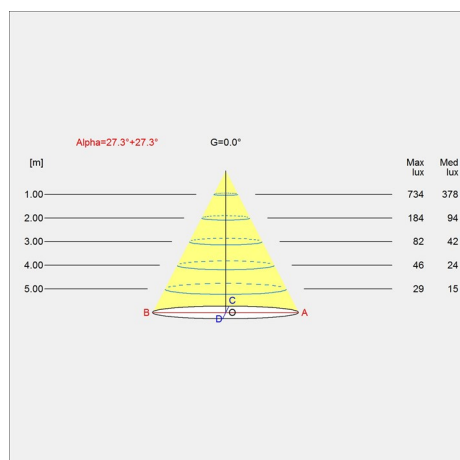 Alpha=27.3°+27.3° G=0.0°
[m] Max lux Med lux
1.00 734 378
2.00 184 94
3.00 82 42
4.00 46 24
5.00 29 15
C
B D O A